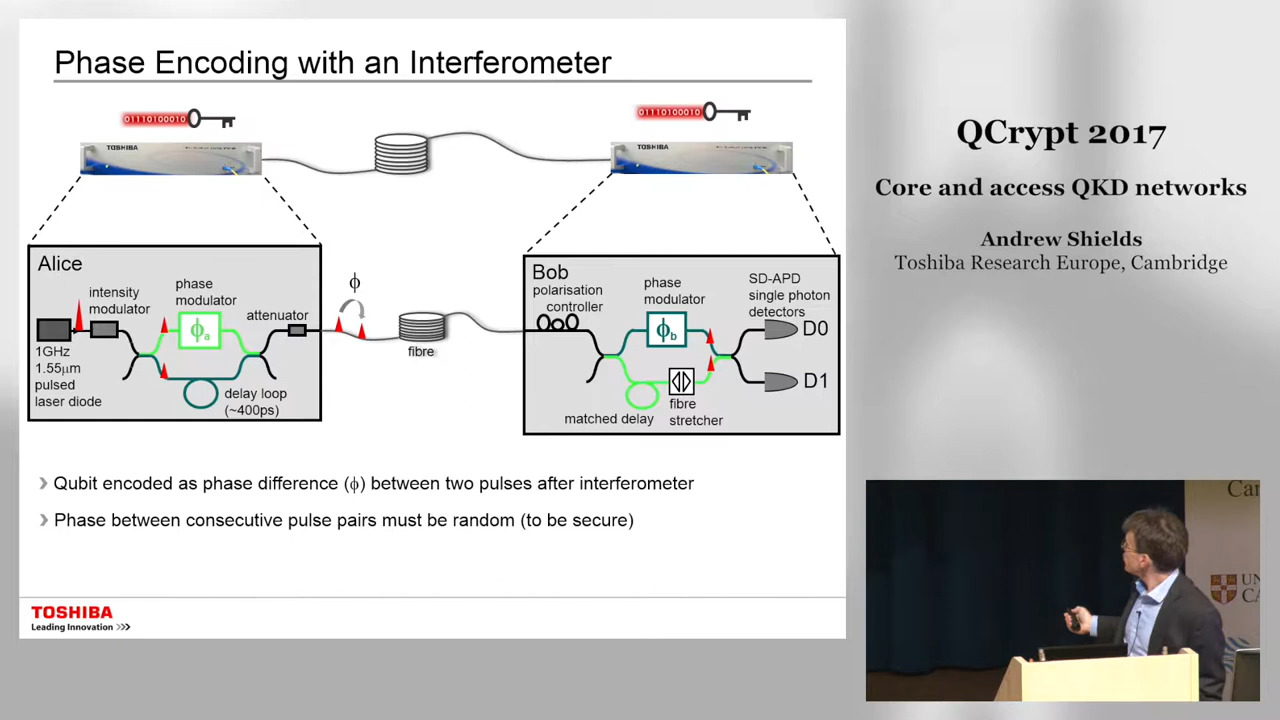 Phase Encoding with an Interferometer
01110100010
01110100010
TOSHIBA
TOSHIBA
Alice
intensity
modulator
phase
modulator
ϕa
attenuator
1GHz
1.55μm
pulsed
laser diode
delay loop
(~400ps)
ϕ
fibre
Bob
polarisation
controller
phase
modulator
ϕb
SD-APD
single photon
detectors
D0
D1
matched delay
fibre
stretcher
› Qubit encoded as phase difference (ϕ) between two pulses after interferometer
› Phase between consecutive pulse pairs must be random (to be secure)
TOSHIBA
Leading Innovation >>>
QCrypt 2017
Core and access QKD networks
Andrew Shields
Toshiba Research Europe, Cambridge